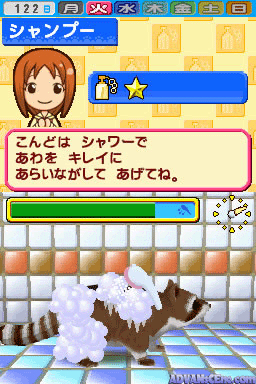 122日 月 火 水 木 金 土 日
シャンプー
こんどは シャワーで
あわを キレイに
あらいながして あげてね。
ADVANsCEne.com